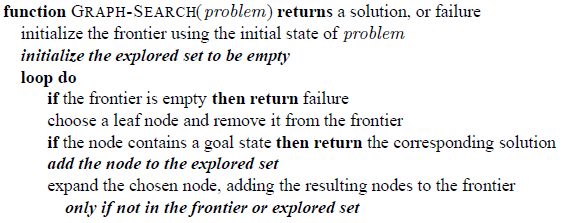 function GRAPH-SEARCH(problem) returns a solution, or failure
initialize the frontier using the initial state of problem
initialize the explored set to be empty
loop do
if the frontier is empty then return failure
choose a leaf node and remove it from the frontier
if the node contains a goal state then return the corresponding solution
add the node to the explored set
expand the chosen node, adding the resulting nodes to the frontier
only if not in the frontier or explored set